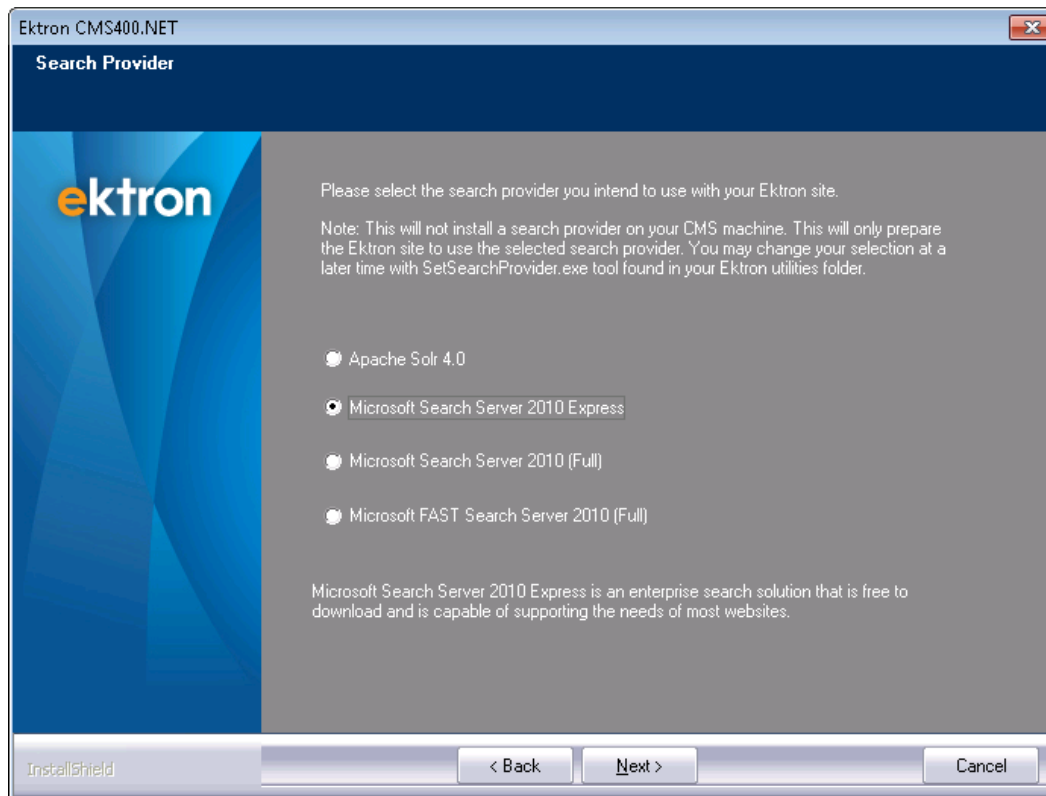 Ektron CMS400.NET
Search Provider
ektron
Please select the search provider you intend to use with your Ektron site.
Note: This will not install a search provider on your CMS machine. This will only prepare
the Ektron site to use the selected search provider. You may change your selection at a
later time with SetSearchProvider.exe tool found in your Ektron utilities folder.
Apache Solr 4.0
Microsoft Search Server 2010 Express
Microsoft Search Server 2010 (Full)
Microsoft FAST Search Server 2010 (Full)
Microsoft Search Server 2010 Express is an enterprise search solution that is free to
download and is capable of supporting the needs of most websites.
InstallShield
< Back
Next >
Cancel